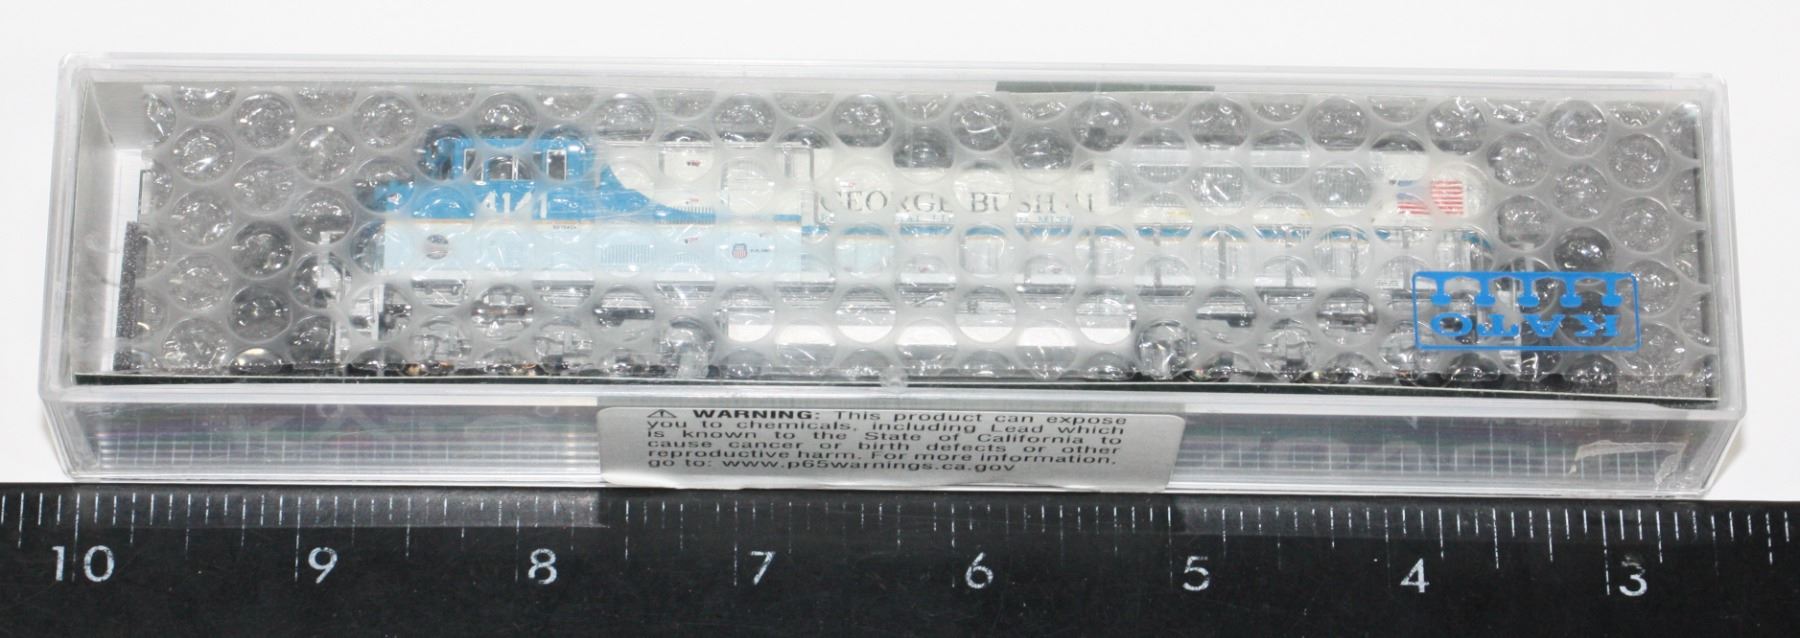 4141
GEORGE BUSH
KATO
⚠ WARNING: This product can expose
you to chemicals, including Lead which
is known to the State of California to
cause cancer or birth defects or other
reproductive harm. For more information,
go to: www.p65warnings.ca.gov
10 9 8 7 6 5 4 3